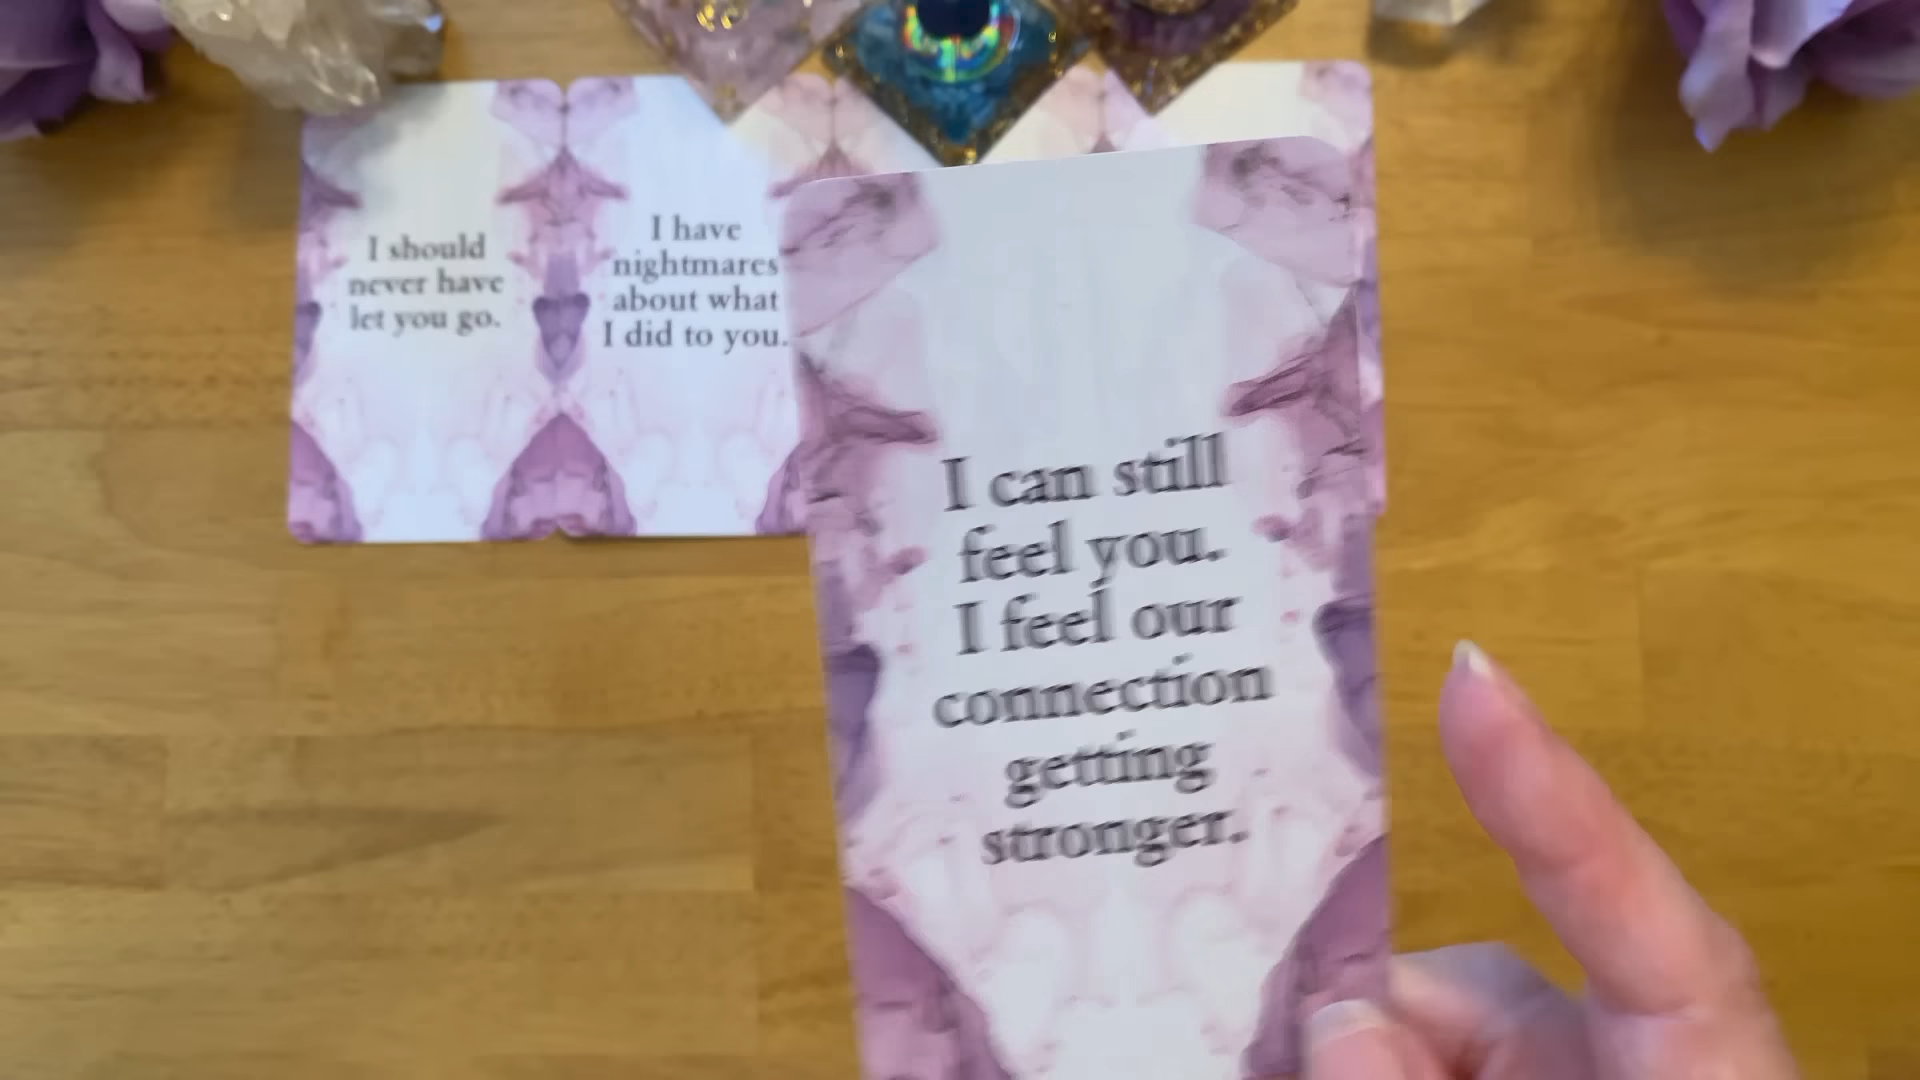 I should
never have
let you go.
I have
nightmares
about what
I did to you.
I can still
feel you.
I feel our
connection
getting
stronger.